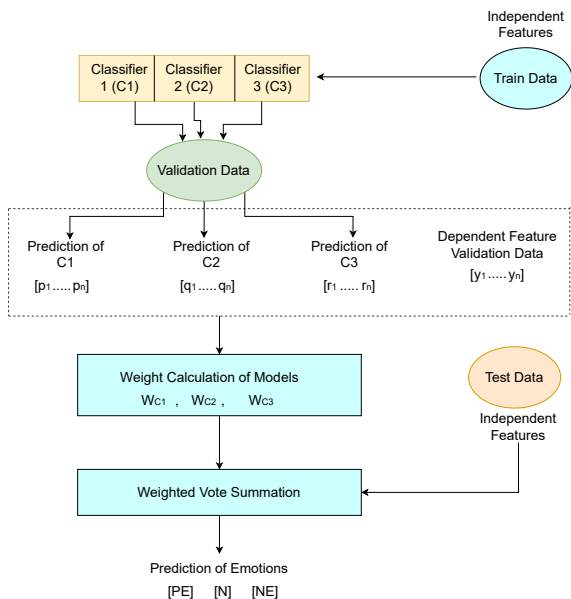 Independent
Features
Classifier
1 (C1)
Classifier
2 (C2)
Classifier
3 (C3)
Train Data
Validation Data
Prediction of
C1
[p1 ..... pn]
Prediction of
C2
[q1 ..... qn]
Prediction of
C3
[r1 ..... rn]
Dependent Feature
Validation Data
[y1 ..... yn]
Weight Calculation of Models
WC1 , WC2 , WC3
Test Data
Independent
Features
Weighted Vote Summation
Prediction of Emotions
[PE] [N] [NE]